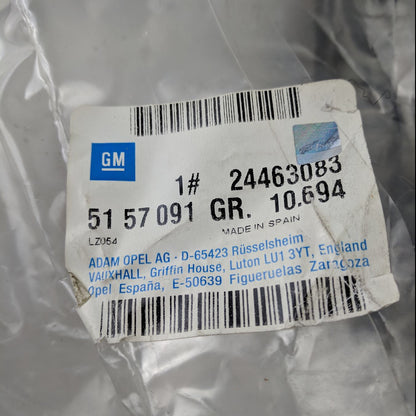 GM
1# 24463083
51 57 091 GR. 10.694
LZ054 MADE IN SPAIN
ADAM OPEL AG - D-65423 Rüsselsheim
VAUXHALL, Griffin House, Luton LU1 3YT, England
Opel España, E-50639 Figueruelas Zaragoza